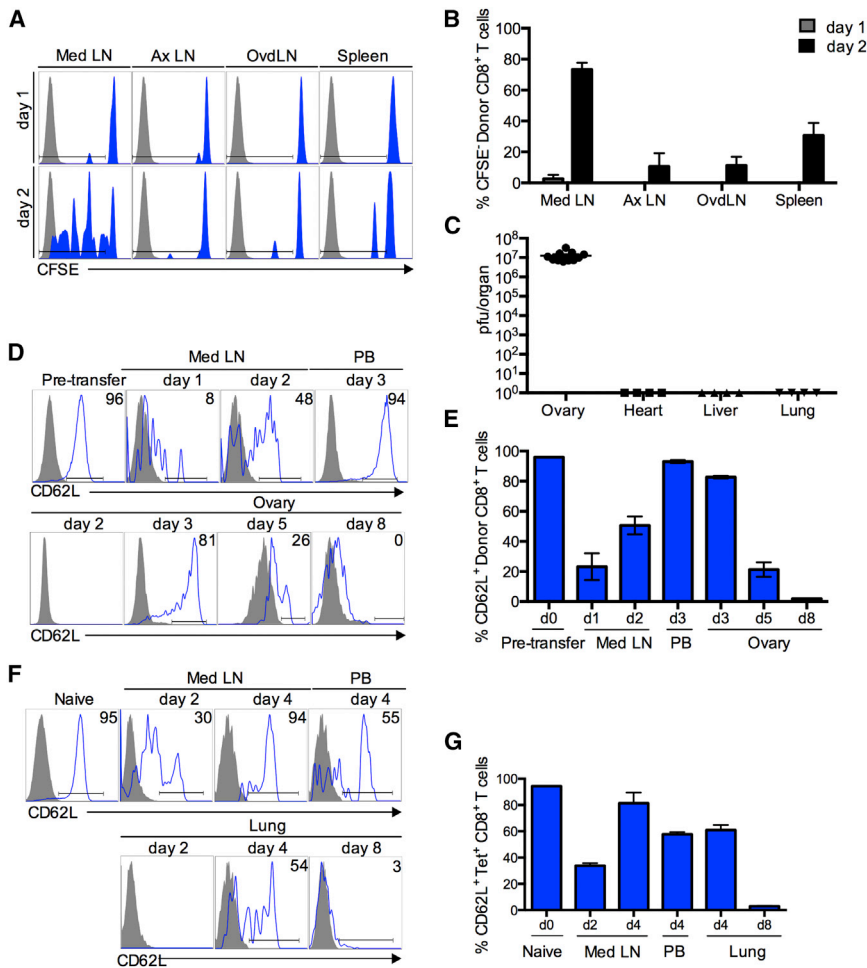 A
Med LN Ax LN OvdLN Spleen
day 1
day 2
CFSE
B
day 1
day 2
% CFSE⁻ Donor CD8⁺ T cells
100
80
60
40
20
0
Med LN Ax LN OvdLN Spleen
C
pfu/organ
10⁸
10⁷
10⁶
10⁵
10⁴
10³
10²
10¹
10⁰
Ovary Heart Liver Lung
D
Med LN PB
Pre-transfer day 1 day 2 day 3
96 8 48 94
CD62L
Ovary
day 2 day 3 day 5 day 8
81 26 0
CD62L
E
% CD62L⁺ Donor CD8⁺ T cells
100
80
60
40
20
0
d0 d1 d2 d3 d3 d5 d8
Pre-transfer Med LN PB Ovary
F
Med LN PB
Naive day 2 day 4 day 4
95 30 94 55
CD62L
Lung
day 2 day 4 day 8
54 3
CD62L
G
% CD62L⁺Tet⁺ CD8⁺ T cells
100
80
60
40
20
0
d0 d2 d4 d4 d4 d8
Naive Med LN PB Lung